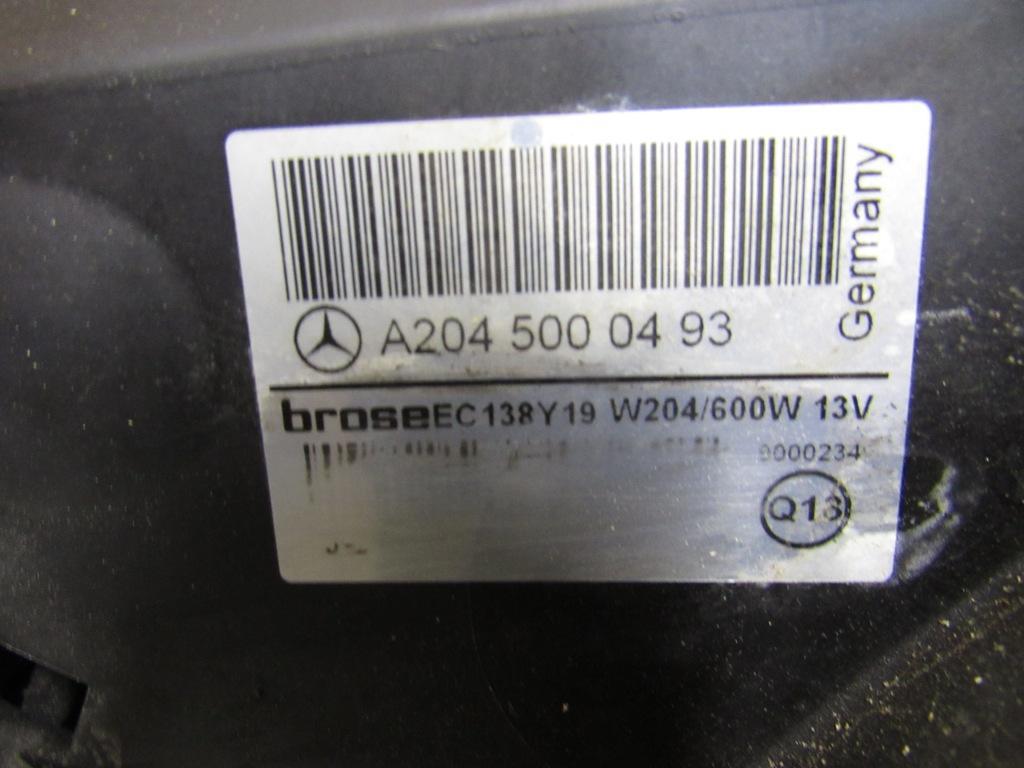 Germany
A204 500 04 93
broseEC138Y19 W204/600W 13V
Q13